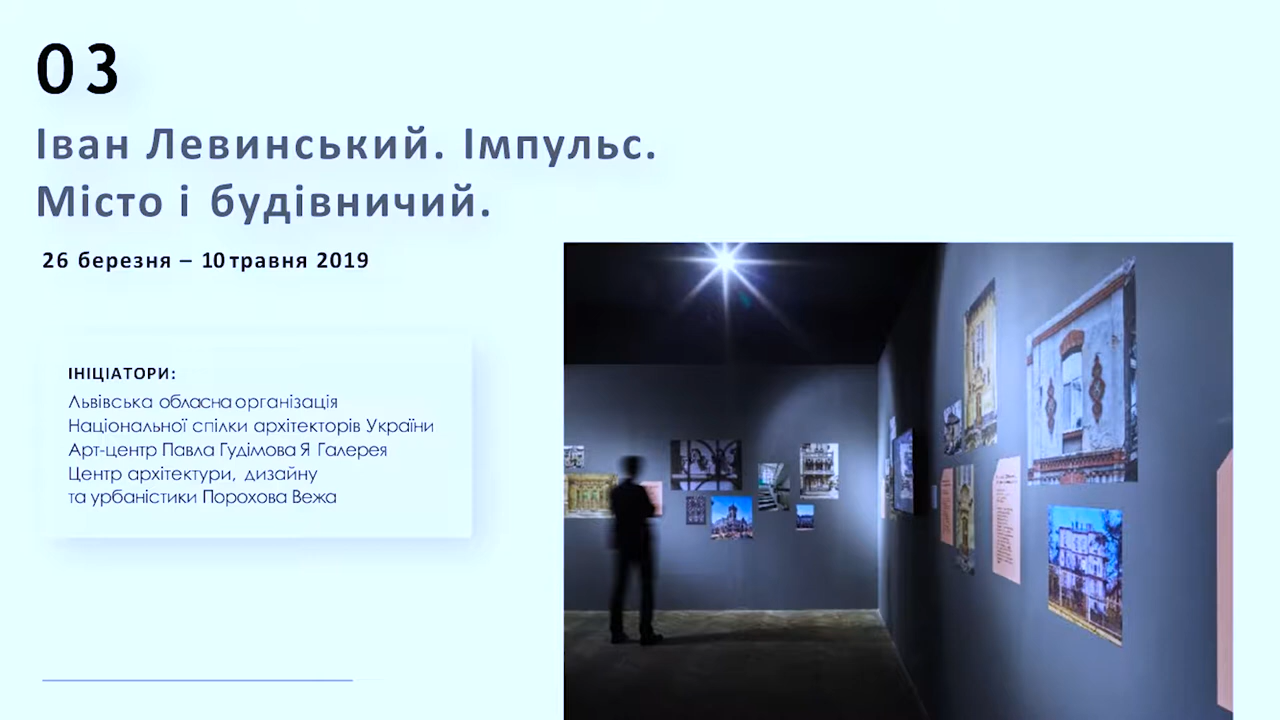 03
Іван Левинський. Імпульс.
Місто і будівничий.
26 березня – 10 травня 2019
ІНІЦІАТОРИ:
Львівська обласна організація
Національної спілки архітекторів України
Арт-центр Павла Гудімова Я Галерея
Центр архітектури, дизайну
та урбаністики Порохова Вежа